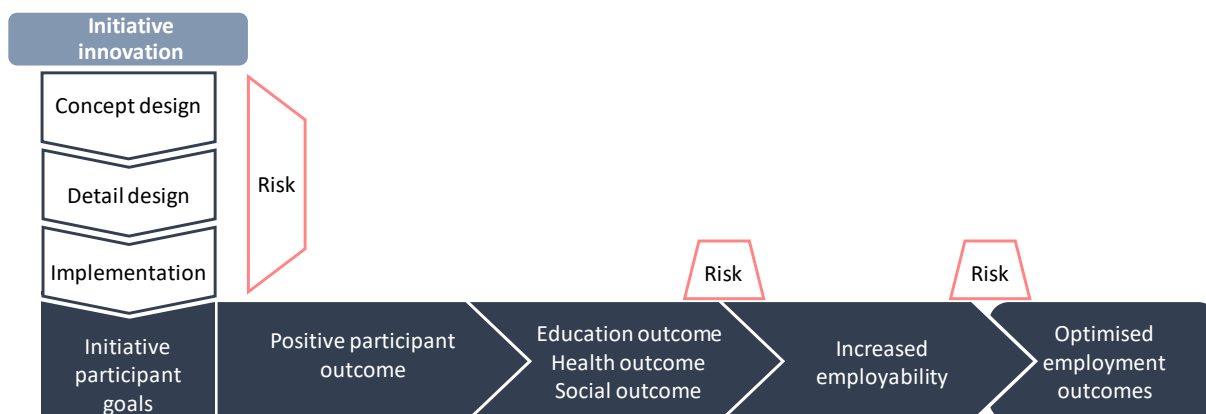 Initiative
innovation
Concept design
Detail design
Implementation
Risk
Risk
Risk
Initiative
participant
goals
Positive participant
outcome
Education outcome
Health outcome
Social outcome
Increased
employability
Optimised
employment
outcomes